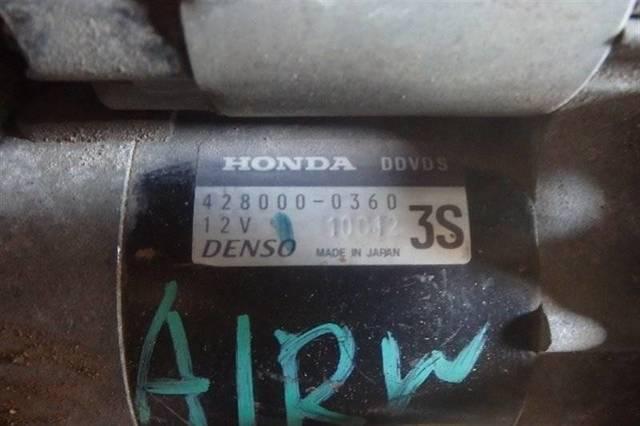 HONDA DDVDS
428000-0360
12V 10C12 3S
DENSO MADE IN JAPAN
AIRW